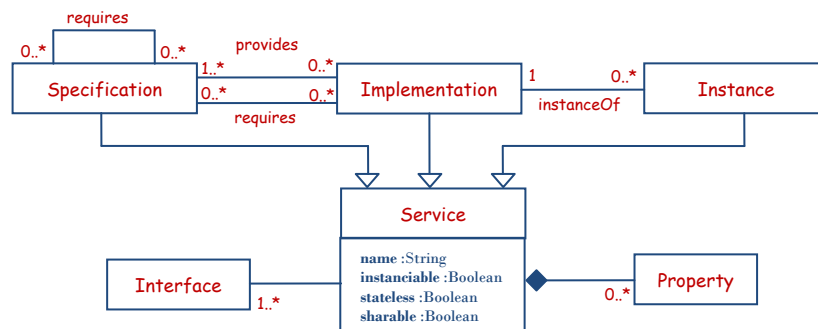 requires
0..*
0..*
provides
1..*
0..*
Specification
Implementation
1
0..*
Instance
0..*
0..*
requires
instanceOf
Service
name :String
instanciable :Boolean
stateless :Boolean
sharable :Boolean
Interface
1..*
Property
0..*